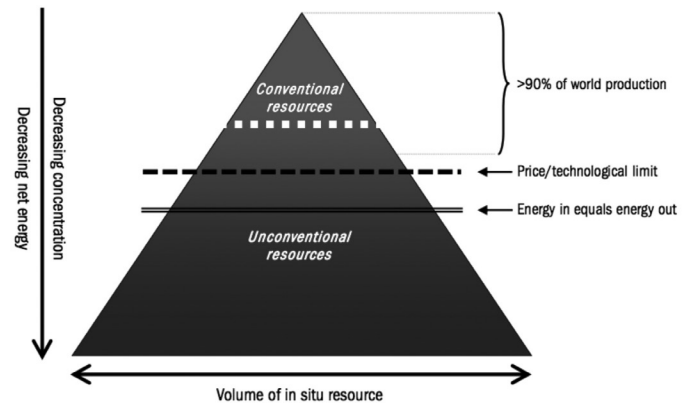 Decreasing net energy
Decreasing concentration
Conventional
resources
>90% of world production
Price/technological limit
Energy in equals energy out
Unconventional
resources
Volume of in situ resource